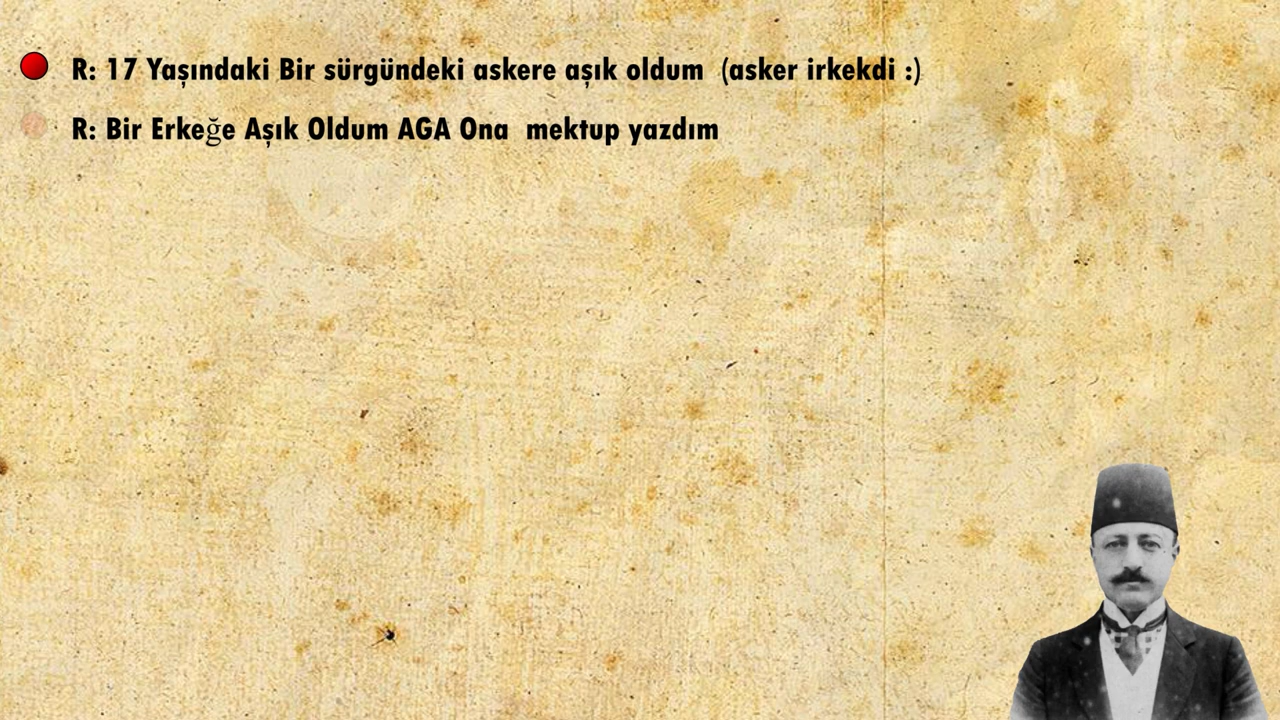 R: 17 Yaşındaki Bir sürgündeki askere aşık oldum (asker irkekdi :)
R: Bir Erkeğe Aşık Oldum AGA Ona mektup yazdım